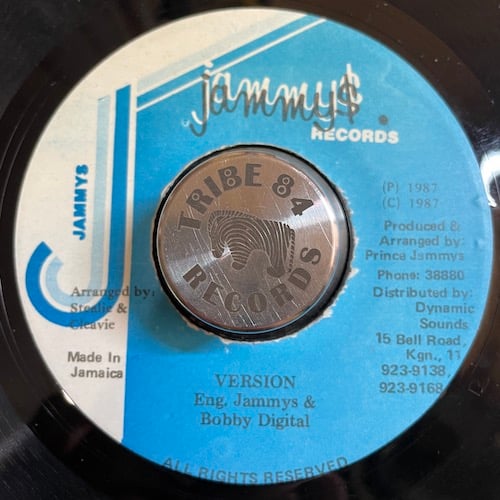 jammy$.
RECORDS
JAMMYS
TRIBE 84
RECORDS
(P) 1987
(C) 1987
Produced &
Arranged by:
Prince Jammys
Phone: 38880
Distributed by:
Dynamic
Sounds
15 Bell Road,
Kgn., 11
923-9138,
923-9168
Arranged by:
Steelie &
Cleavie
Made In
Jamaica
VERSION
Eng. Jammys &
Bobby Digital
ALL RIGHTS RESERVED